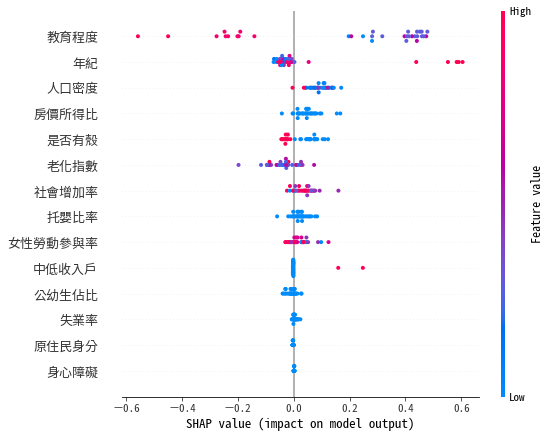 High
教育程度
年紀
人口密度
房價所得比
是否有殼
老化指數
社會增加率
托嬰比率
女性勞動參與率
中低收入戶
公幼生佔比
失業率
原住民身分
身心障礙
Feature value
Low
−0.6 −0.4 −0.2 0.0 0.2 0.4 0.6
SHAP value (impact on model output)